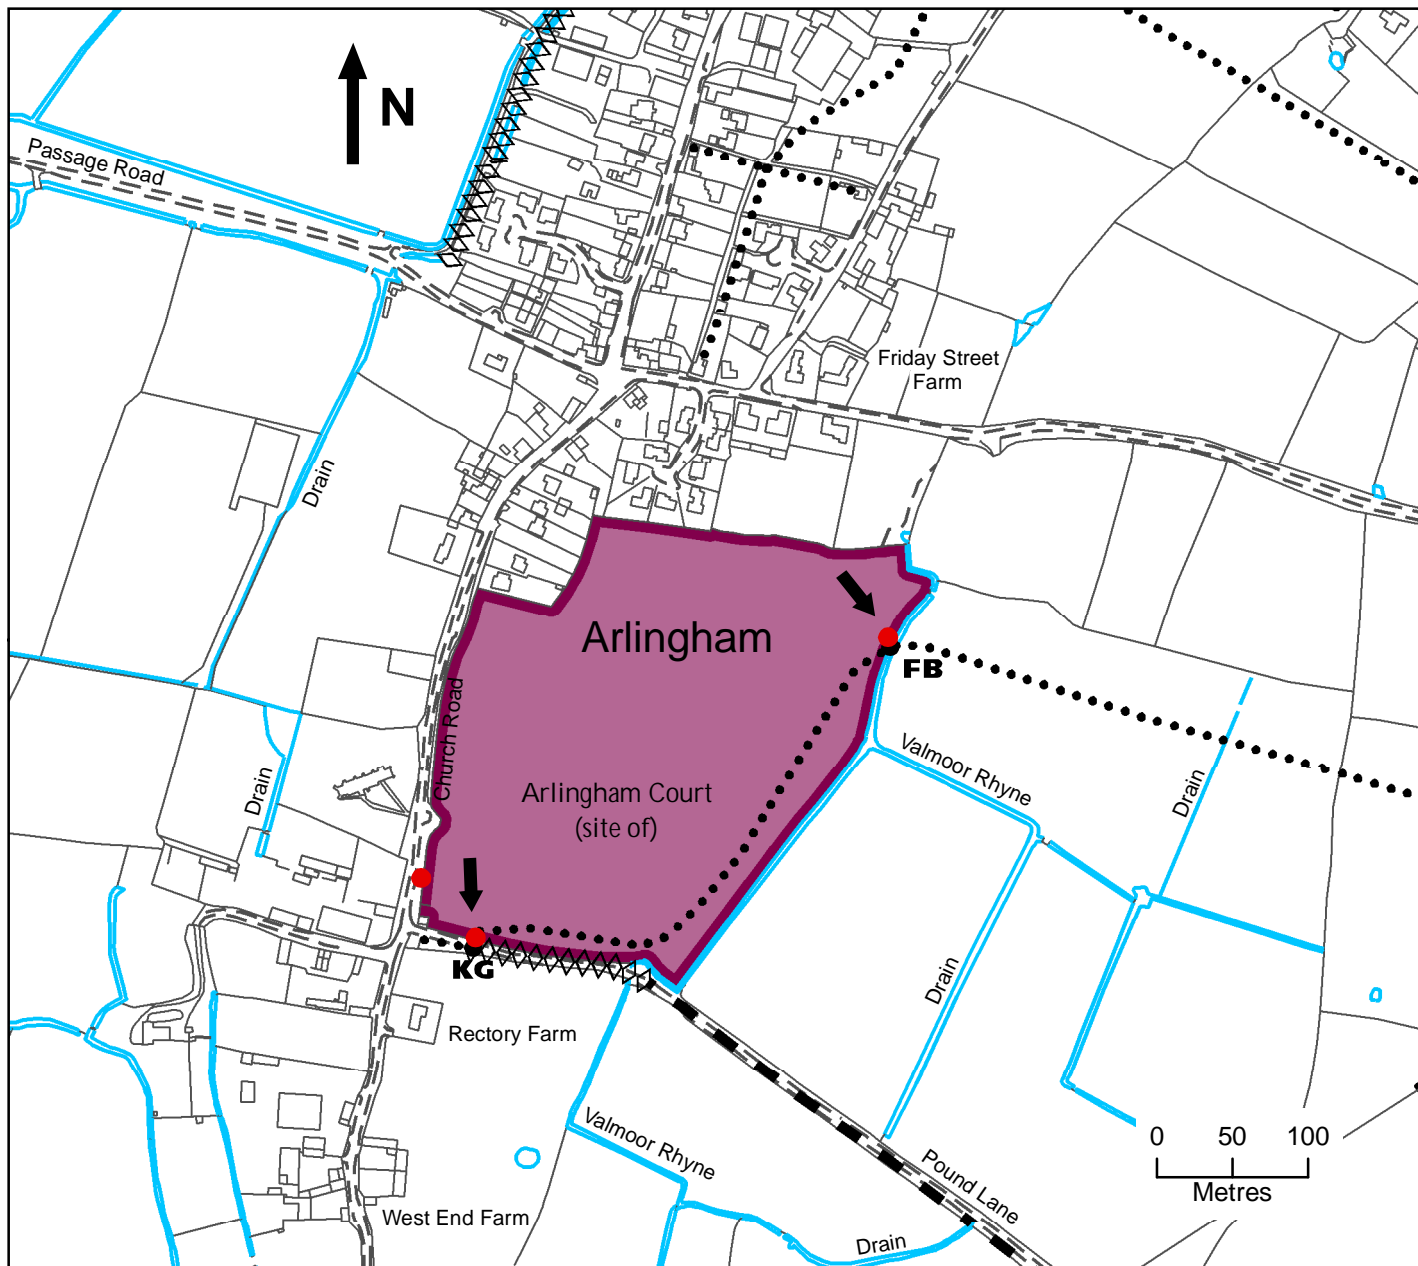 N
Passage Road
Friday Street
Farm
Drain
Arlingham
FB
Church Road
Valmoor Rhyne
Drain
Drain
Arlingham Court
(site of)
KG
Drain
Rectory Farm
Valmoor Rhyne
Pound Lane
0 50 100
Metres
West End Farm
Drain